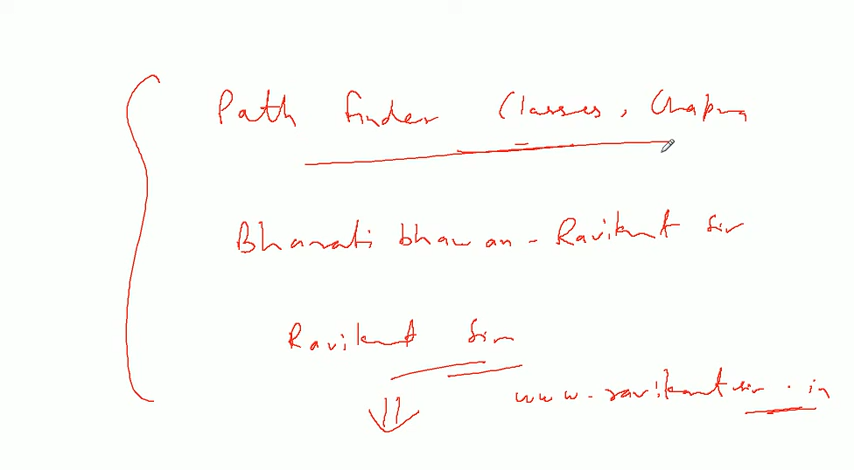 Path finder Classes, Chapra
Bharati bhawan - Ravikant sir
Ravikant Sir
www.ravikantsir.in